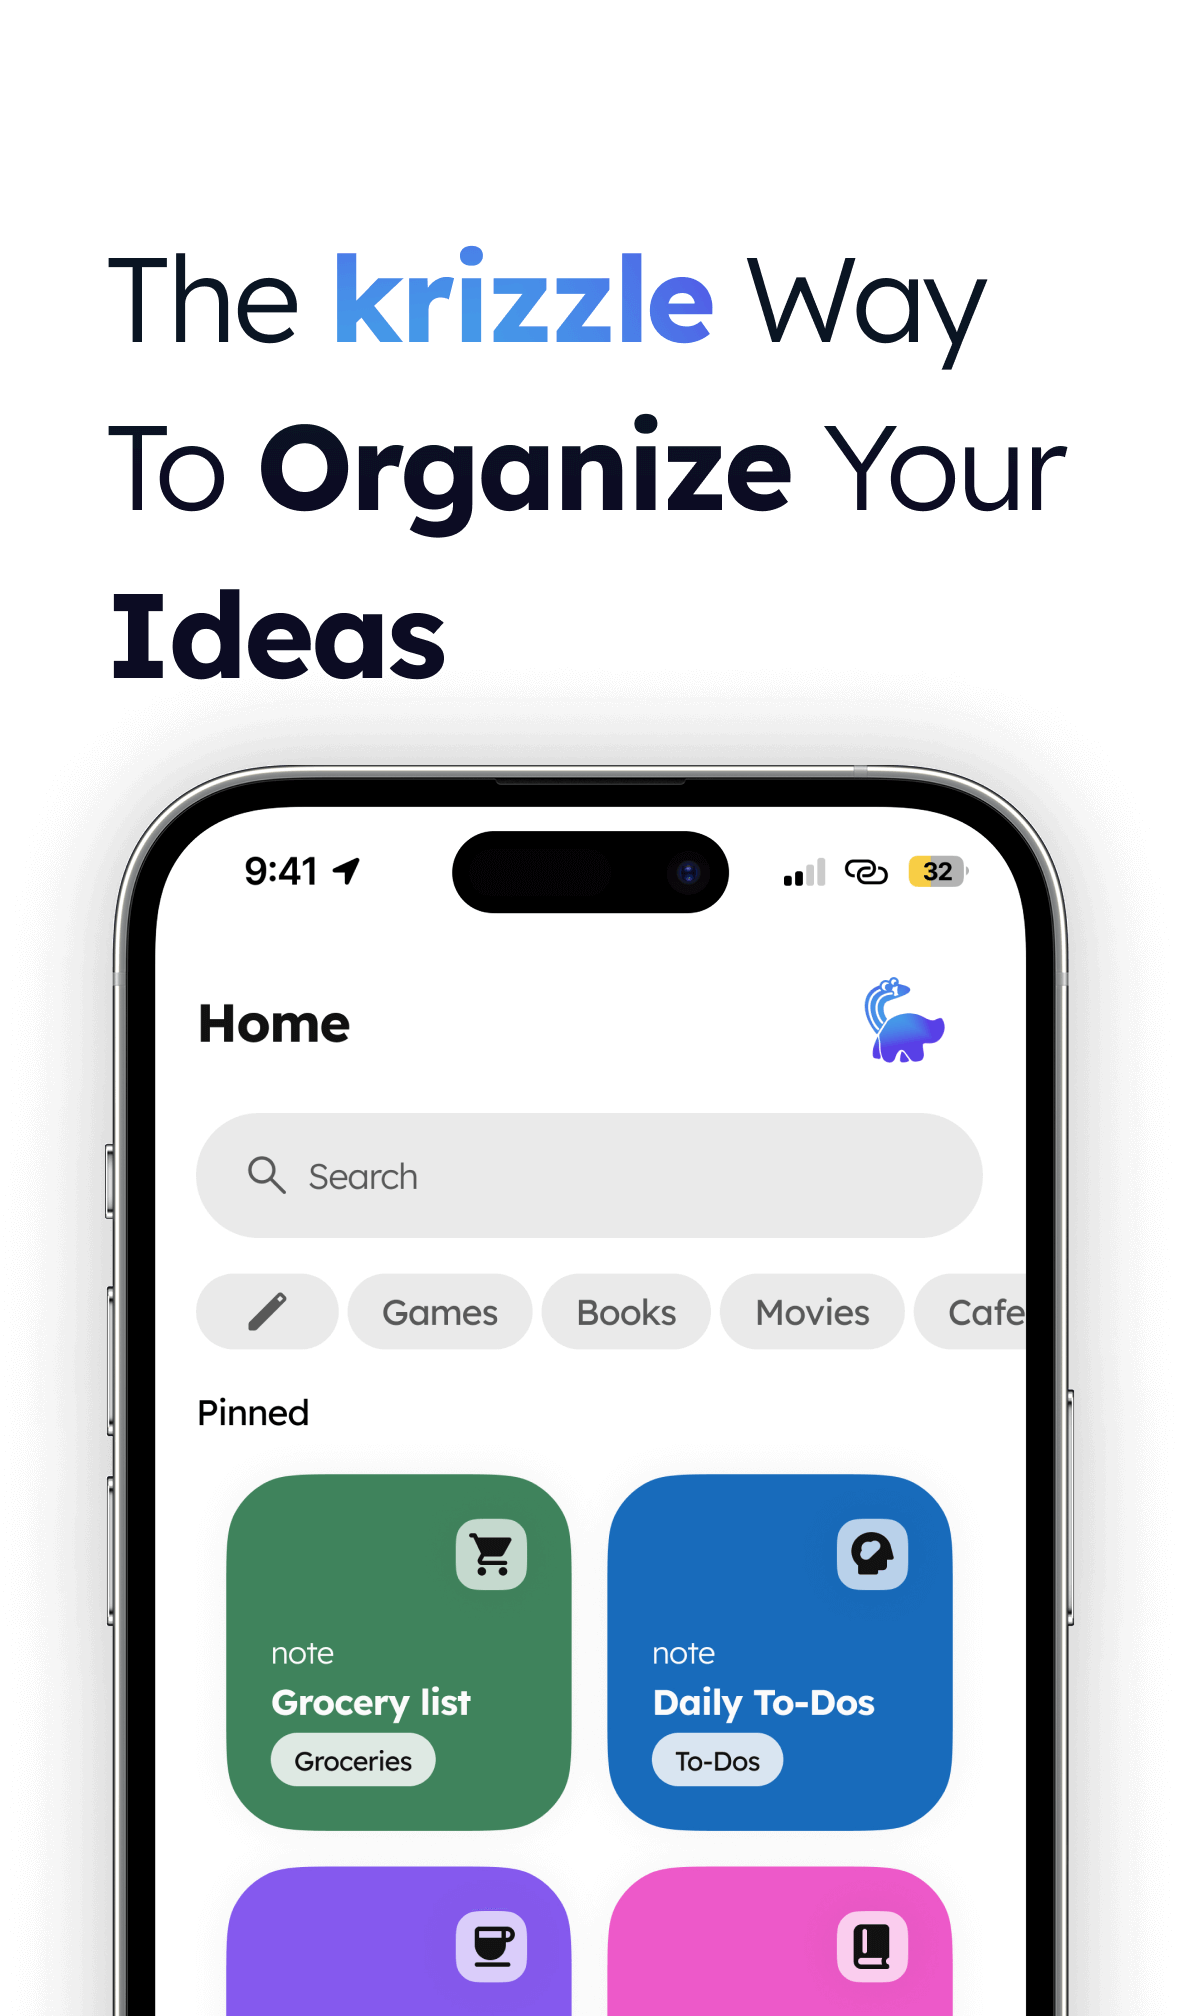 The krizzle Way
To Organize Your
Ideas
9:41
32
Home
Search
Games Books Movies Cafe
Pinned
note
Grocery list
Groceries
note
Daily To-Dos
To-Dos